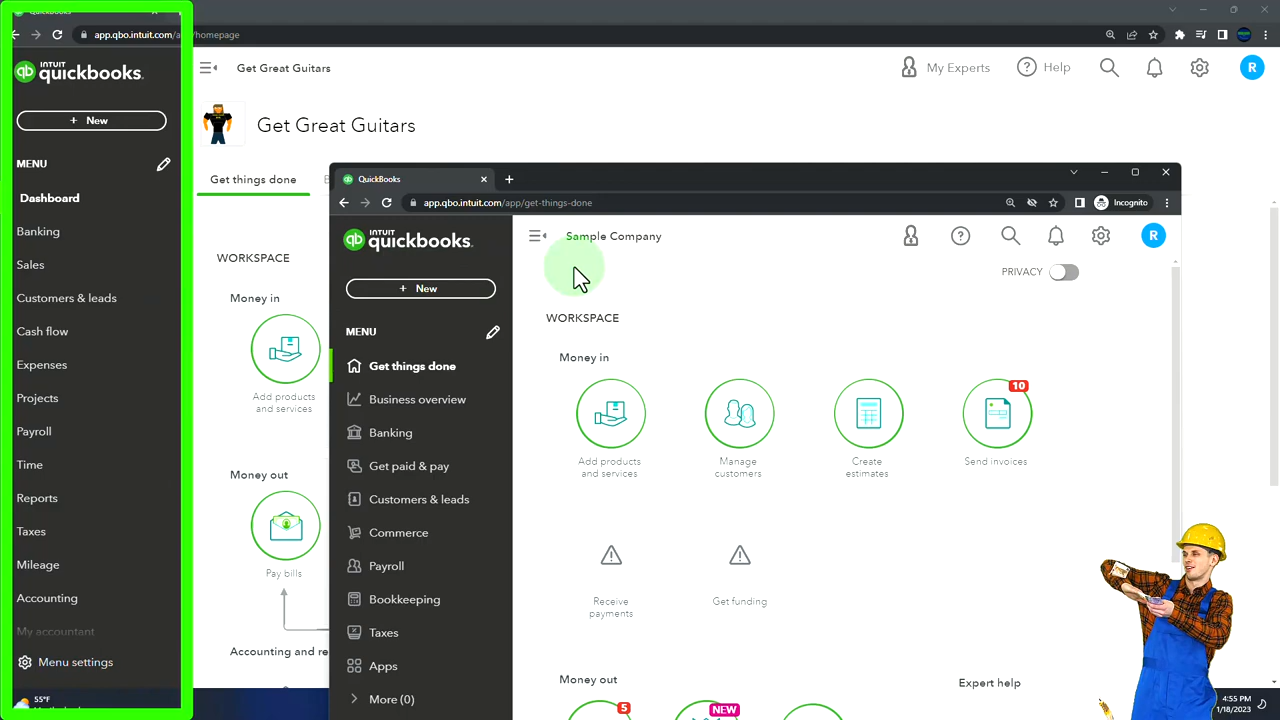 QuickBooks
app.qbo.intuit.com/a
/homepage
INTUIT
quickbooks.
Get Great Guitars
My Experts
Help
R
+ New
Get Great Guitars
MENU
Get things done
Dashboard
Banking
Sales
Customers & leads
Cash flow
Expenses
Projects
Payroll
Time
Reports
Taxes
Mileage
Accounting
My accountant
Menu settings
55°F
WORKSPACE
Money in
Add products
and services
Money out
Pay bills
Accounting and re
QuickBooks
app.qbo.intuit.com/app/get-things-done
Incognito
INTUIT
quickbooks.
Sample Company
R
PRIVACY
+ New
MENU
Get things done
Business overview
Banking
Get paid & pay
Customers & leads
Commerce
Payroll
Bookkeeping
Taxes
Apps
More (0)
WORKSPACE
Money in
10
Add products
and services
Manage
customers
Create
estimates
Send invoices
Receive
payments
Get funding
Money out
Expert help
5
NEW
4:55 PM
1/18/2023